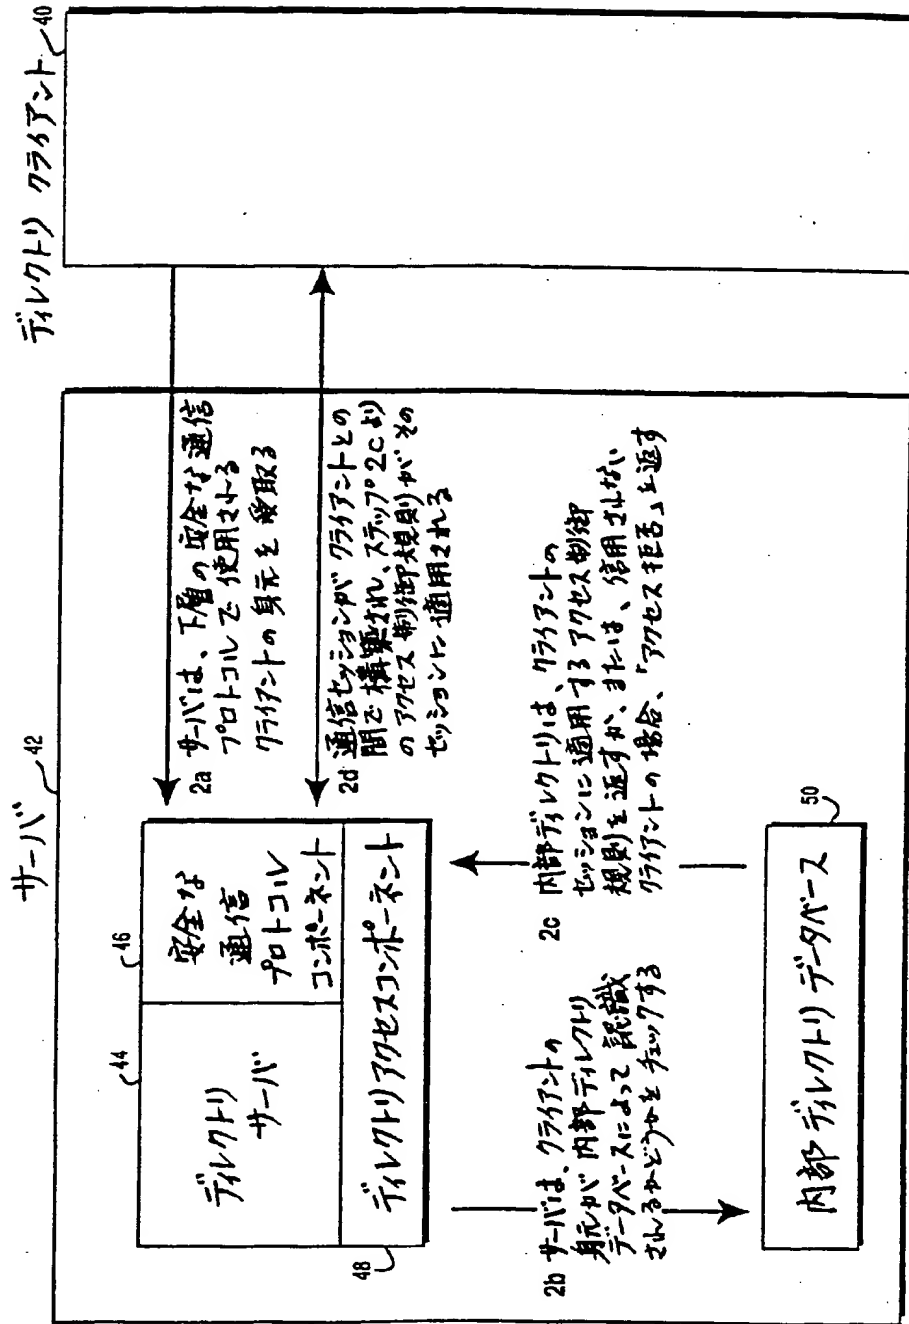 サーバ
42
ディレクトリ クライアント
40
44
46
ディレクトリ
サーバ
安全な
通信
プロトコル
コンポーネント
48
ディレクトリアクセスコンポーネント
2a サーバは、下層の安全な通信
プロトコルで使用される
クライアントの身元を受取る
2d 通信セッションがクライアントとの
間で構築され、ステップ2cより
のアクセス制御規則がその
セッションに適用される
2b サーバは、クライアントの
身元が内部ディレクトリ
データベースによって認識
されるかどうかをチェックする
2c 内部ディレクトリは、クライアントの
セッションに適用するアクセス制御
規則を返すか、または、信用されない
クライアントの場合、「アクセス拒否」を返す
50
内部ディレクトリデータベース